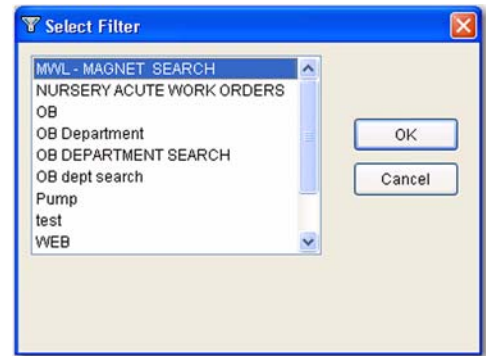 Select Filter
MWL - MAGNET SEARCH
NURSERY ACUTE WORK ORDERS
OB
OB Department
OB DEPARTMENT SEARCH
OB dept search
Pump
test
WEB
OK
Cancel